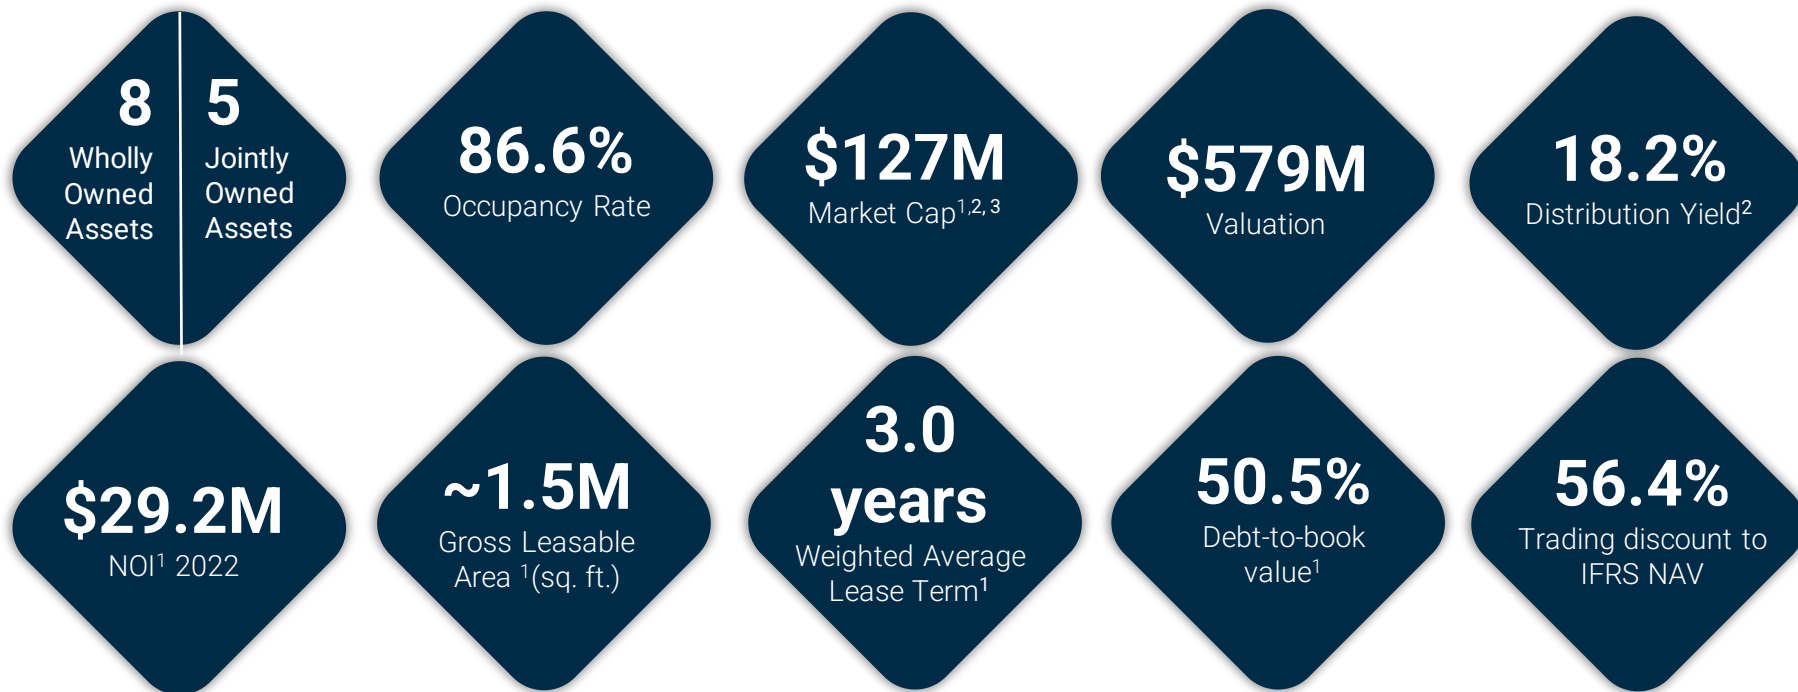 8
Wholly
Owned
Assets
5
Jointly
Owned
Assets
86.6%
Occupancy Rate
$127M
Market Cap1,2,3
$579M
Valuation
18.2%
Distribution Yield2
$29.2M
NOI1 2022
~1.5M
Gross Leasable
Area 1(sq. ft.)
3.0
years
Weighted Average
Lease Term1
50.5%
Debt-to-book
value1
56.4%
Trading discount to
IFRS NAV